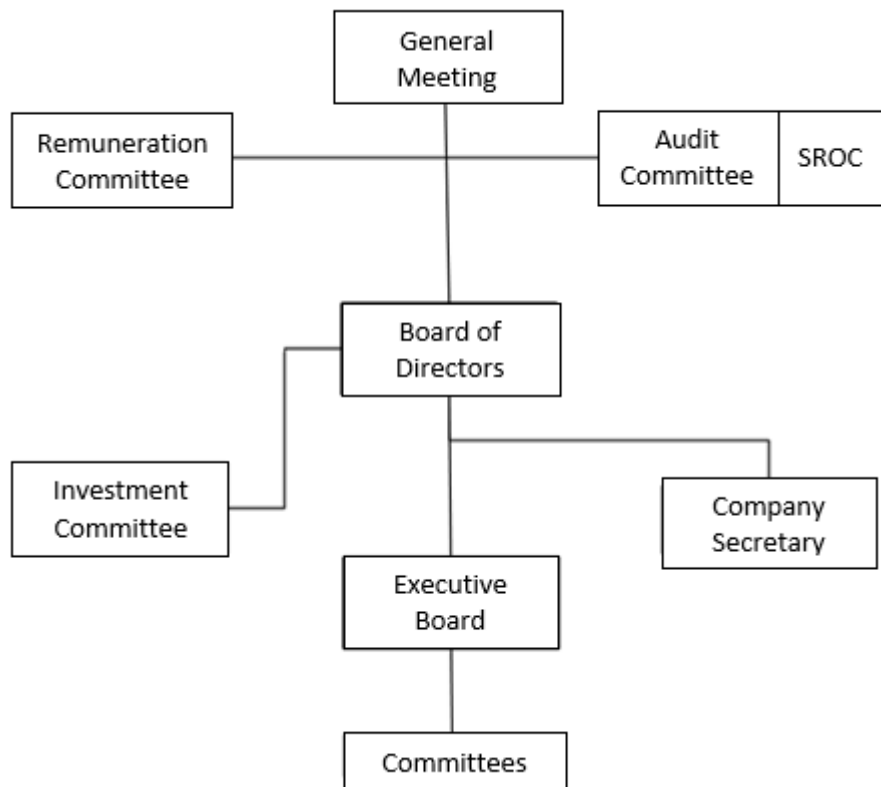 General
Meeting
Remuneration
Committee
Audit
Committee
SROC
Board of
Directors
Investment
Committee
Company
Secretary
Executive
Board
Committees